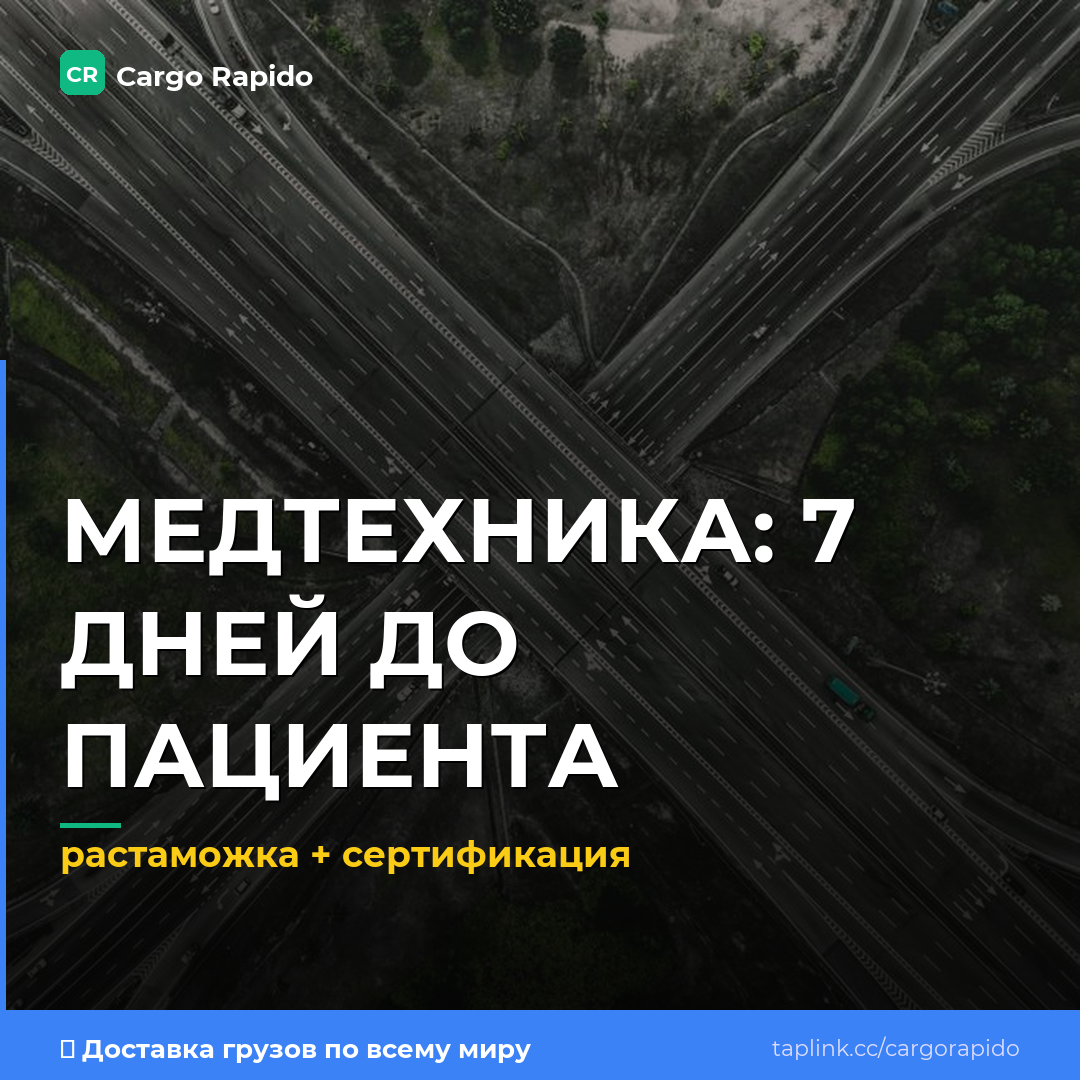 CR Cargo Rapido
МЕДТЕХНИКА: 7
ДНЕЙ ДО
ПАЦИЕНТА
растаможка + сертификация
Доставка грузов по всему миру
taplink.cc/cargorapido